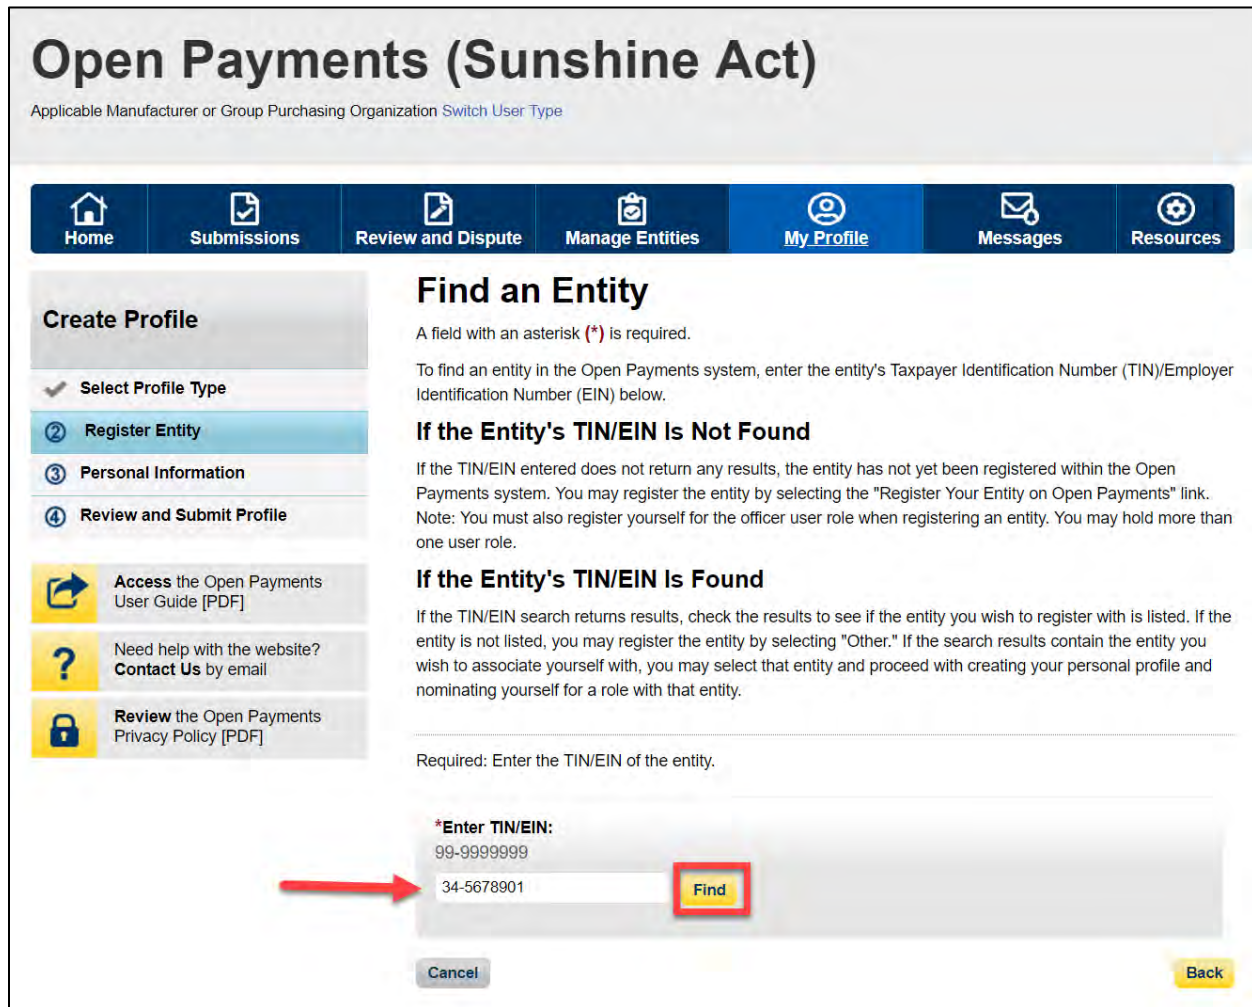 Open Payments (Sunshine Act)
Applicable Manufacturer or Group Purchasing Organization Switch User Type
Home
Submissions
Review and Dispute
Manage Entities
My Profile
Messages
Resources
Create Profile
Select Profile Type
2 Register Entity
3 Personal Information
4 Review and Submit Profile
Access the Open Payments
User Guide [PDF]
?
Need help with the website?
Contact Us by email
Review the Open Payments
Privacy Policy [PDF]
Find an Entity
A field with an asterisk (*) is required.
To find an entity in the Open Payments system, enter the entity's Taxpayer Identification Number (TIN)/Employer
Identification Number (EIN) below.
If the Entity's TIN/EIN Is Not Found
If the TIN/EIN entered does not return any results, the entity has not yet been registered within the Open
Payments system. You may register the entity by selecting the "Register Your Entity on Open Payments" link.
Note: You must also register yourself for the officer user role when registering an entity. You may hold more than
one user role.
If the Entity's TIN/EIN Is Found
If the TIN/EIN search returns results, check the results to see if the entity you wish to register with is listed. If the
entity is not listed, you may register the entity by selecting "Other." If the search results contain the entity you
wish to associate yourself with, you may select that entity and proceed with creating your personal profile and
nominating yourself for a role with that entity.
Required: Enter the TIN/EIN of the entity.
*Enter TIN/EIN:
99-9999999
34-5678901
Find
Cancel
Back